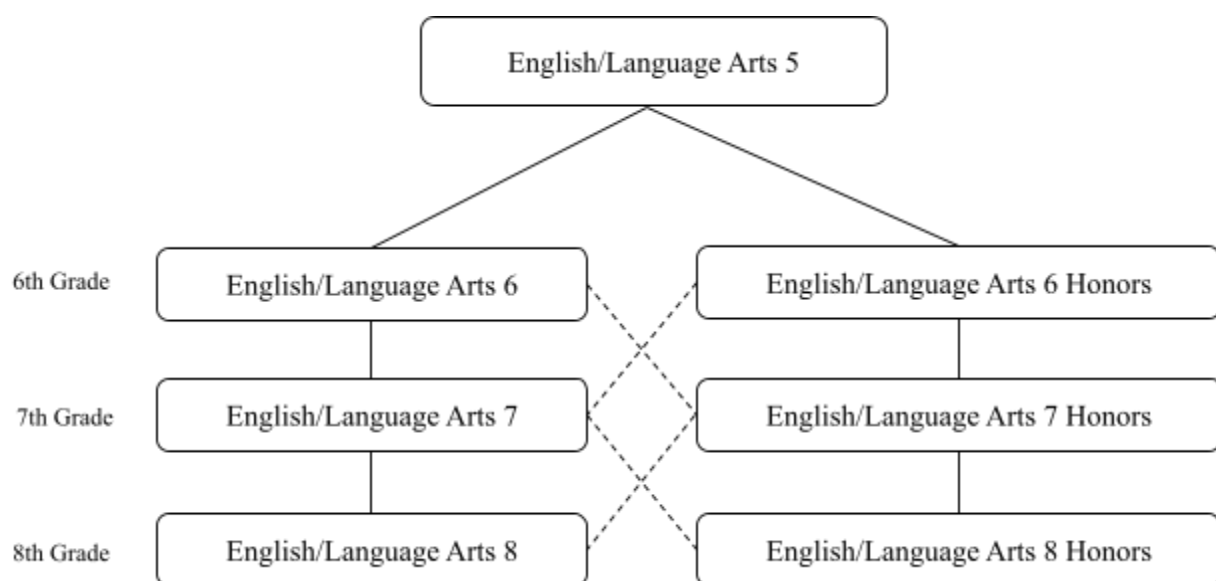 English/Language Arts 5
6th Grade
English/Language Arts 6
English/Language Arts 6 Honors
7th Grade
English/Language Arts 7
English/Language Arts 7 Honors
8th Grade
English/Language Arts 8
English/Language Arts 8 Honors